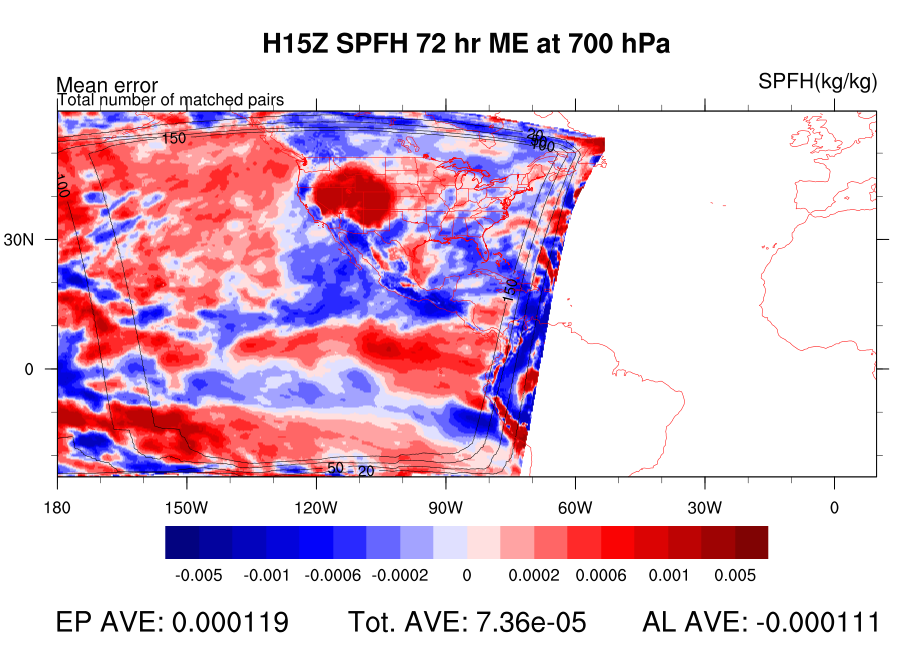 H15Z SPFH 72 hr ME at 700 hPa
Mean error
SPFH(kg/kg)
Total number of matched pairs
150
20
100
100
150
50
20
30N
0
180
150W
120W
90W
60W
30W
0
-0.005
-0.001
-0.0006
-0.0002
0
0.0002
0.0006
0.001
0.005
EP AVE: 0.000119
Tot. AVE: 7.36e-05
AL AVE: -0.000111